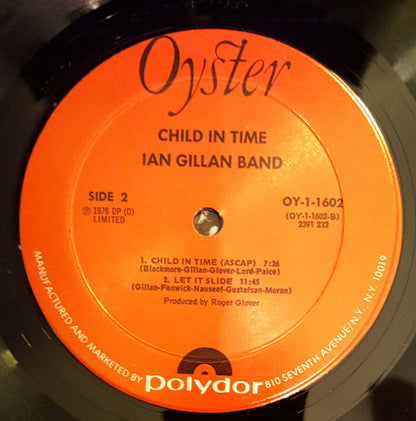 Oyster
CHILD IN TIME
IAN GILLAN BAND
SIDE 2
OY-1-1602
℗ 1976 DP (O)
LIMITED
(OY-1-1602-B)
2391 232
1. CHILD IN TIME (ASCAP) 7:26
(Blackmore-Gillan-Glover-Lord-Paice)
2. LET IT SLIDE 11:45
(Gillan-Fenwick-Nauseef-Gustafson-Moran)
Produced by Roger Glover
MANUFACTURED AND MARKETED BY polydor 810 SEVENTH AVENUE/N.Y., N.Y. 10019